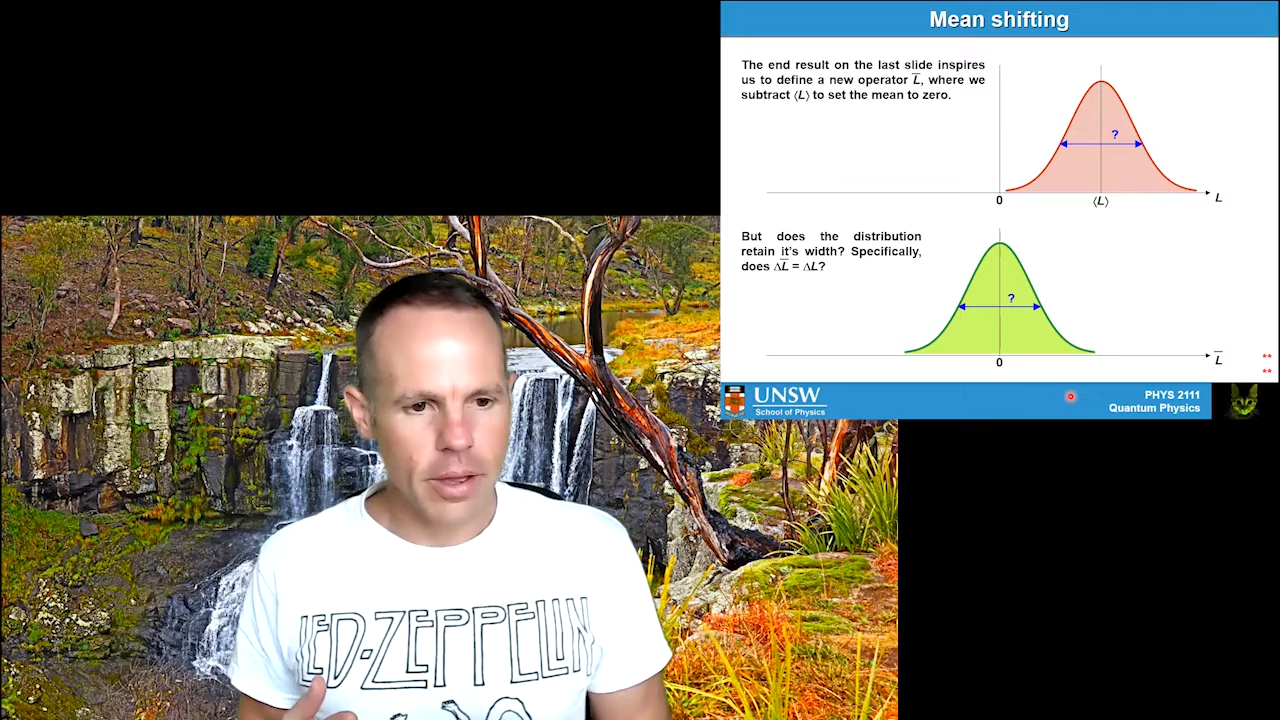 Mean shifting
The end result on the last slide inspires
us to define a new operator L̅, where we
subtract ⟨L⟩ to set the mean to zero.
?
0
⟨L⟩
L
But does the distribution
retain it's width? Specifically,
does ΔL̅ = ΔL?
?
0
L̅
**
**
UNSW
School of Physics
PHYS 2111
Quantum Physics
LED-ZEPPELIN